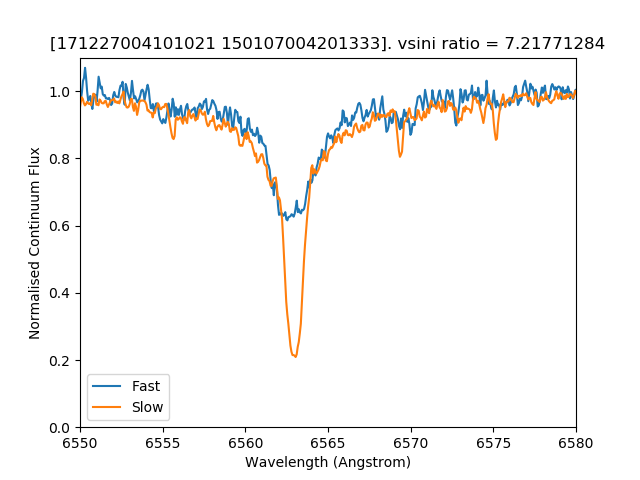 [171227004101021 150107004201333]. vsini ratio = 7.21771284
Normalised Continuum Flux
1.0
0.8
0.6
0.4
0.2
0.0
Fast
Slow
6550 6555 6560 6565 6570 6575 6580
Wavelength (Angstrom)